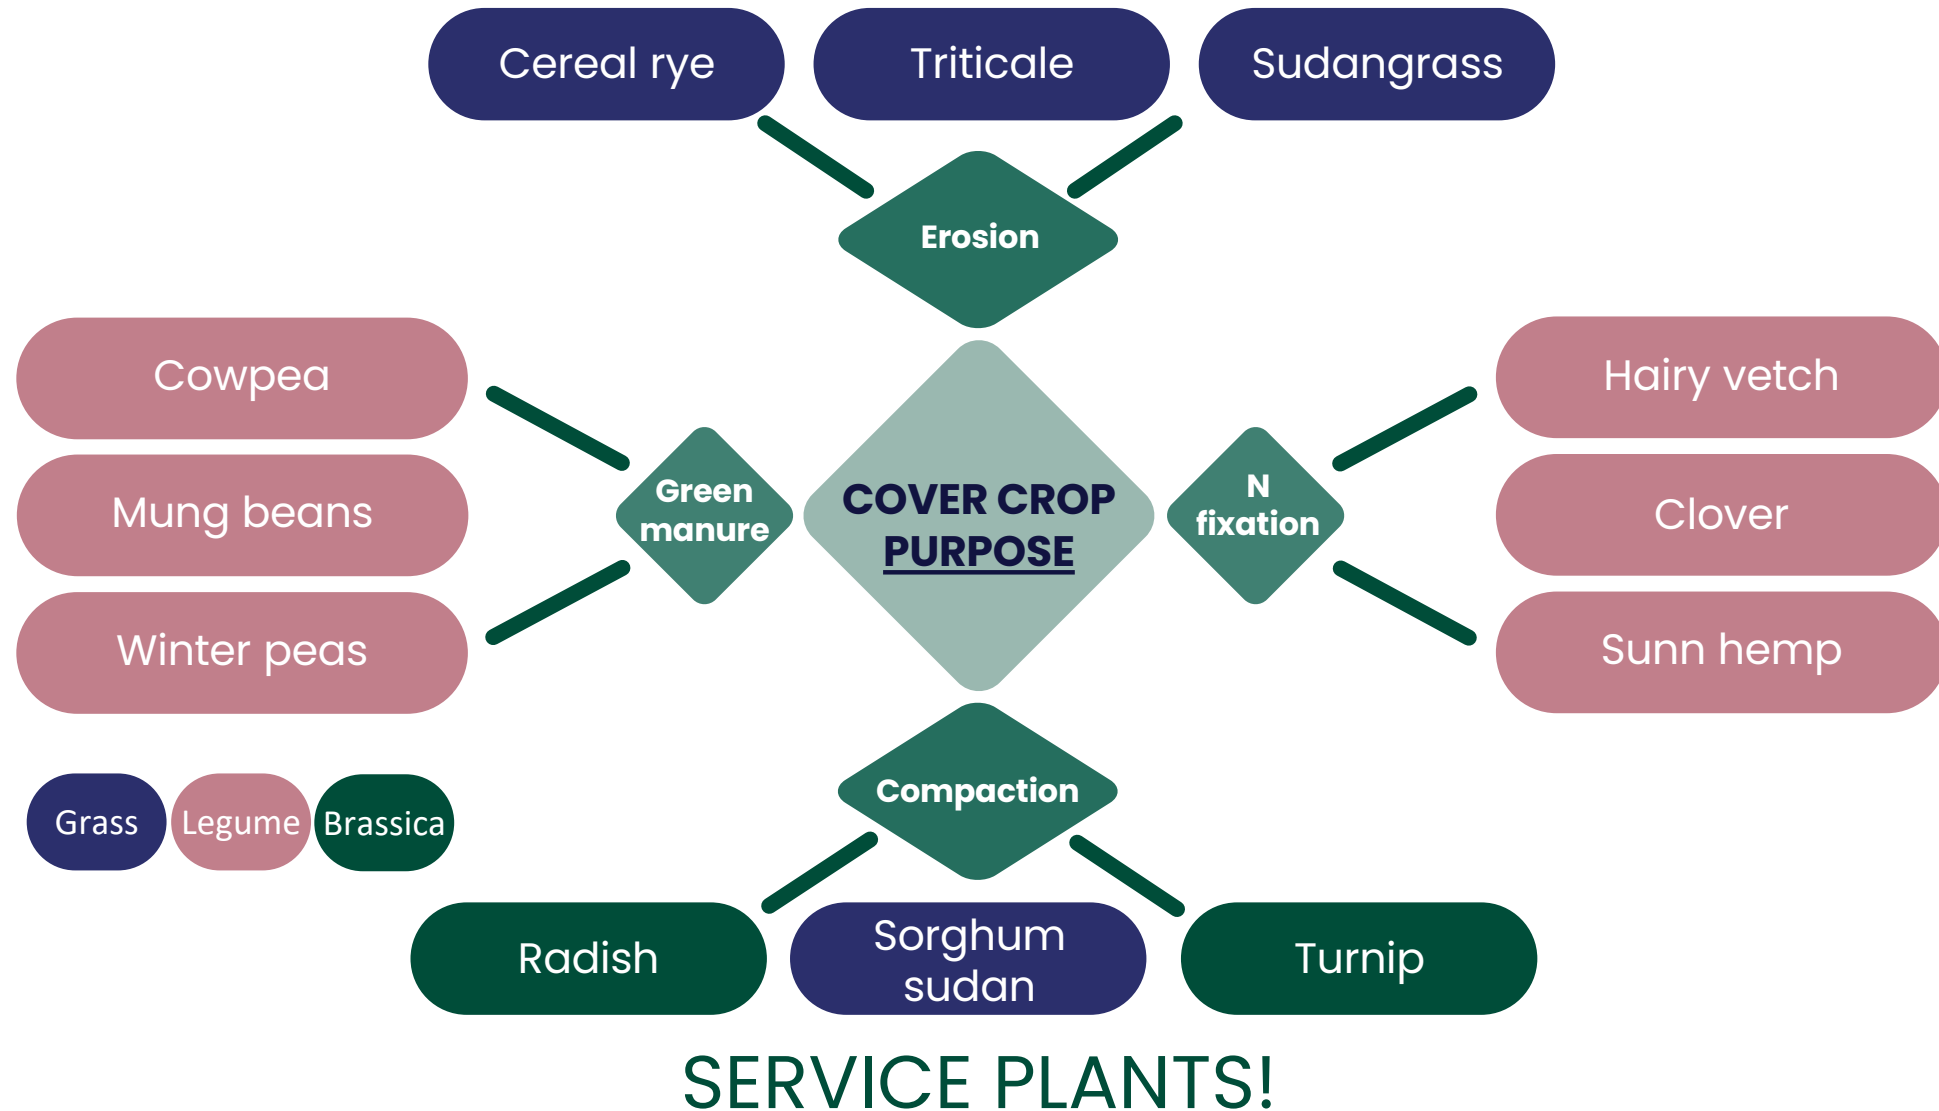 Cereal rye
Triticale
Sudangrass
Erosion
Cowpea
Mung beans
Winter peas
Green
manure
COVER CROP
PURPOSE
N
fixation
Hairy vetch
Clover
Sunn hemp
Compaction
Grass
Legume
Brassica
Radish
Sorghum
sudan
Turnip
SERVICE PLANTS!